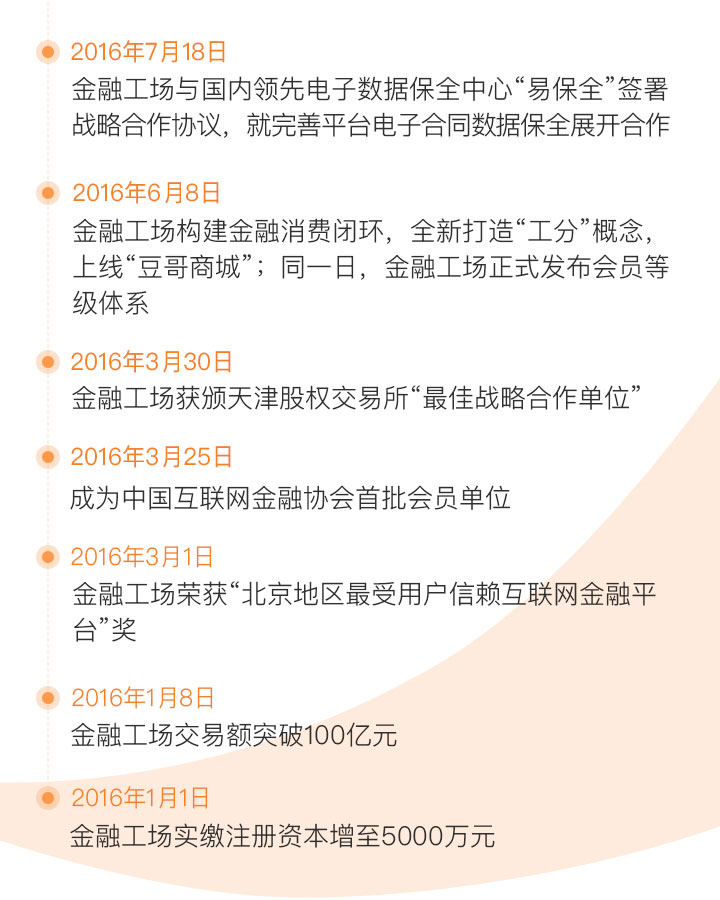 2016年7月18日
金融工场与国内领先电子数据保全中心“易保全”签署
战略合作协议，就完善平台电子合同数据保全展开合作
2016年6月8日
金融工场构建金融消费闭环，全新打造“工分”概念，
上线“豆哥商城”；同一日，金融工场正式发布会员等
级体系
2016年3月30日
金融工场获颁天津股权交易所“最佳战略合作单位”
2016年3月25日
成为中国互联网金融协会首批会员单位
2016年3月1日
金融工场荣获“北京地区最受用户信赖互联网金融平
台”奖
2016年1月8日
金融工场交易额突破100亿元
2016年1月1日
金融工场实缴注册资本增至5000万元